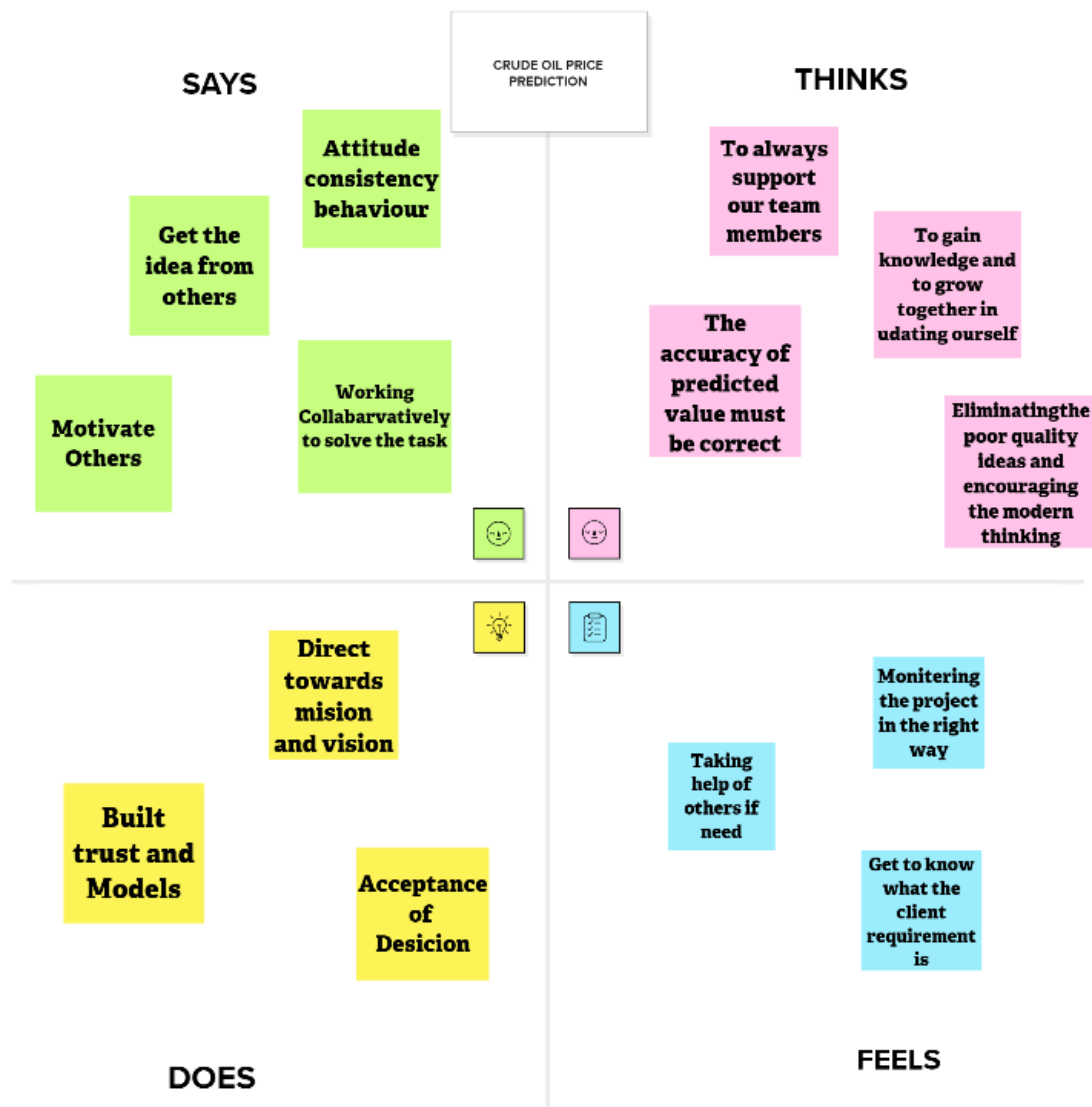 CRUDE OIL PRICE
PREDICTION
SAYS
Attitude
consistency
behaviour
Get the
idea from
others
Working
Collabarvatively
to solve the task
Motivate
Others
THINKS
To always
support
our team
members
To gain
knowledge and
to grow
together in
udating ourself
The
accuracy of
predicted
value must
be correct
Eliminatingthe
poor quality
ideas and
encouraging
the modern
thinking
Direct
towards
mision
and vision
Built
trust and
Models
Acceptance
of
Desicion
DOES
Monitering
the project
in the right
way
Taking
help of
others if
need
Get to know
what the
client
requirement
is
FEELS